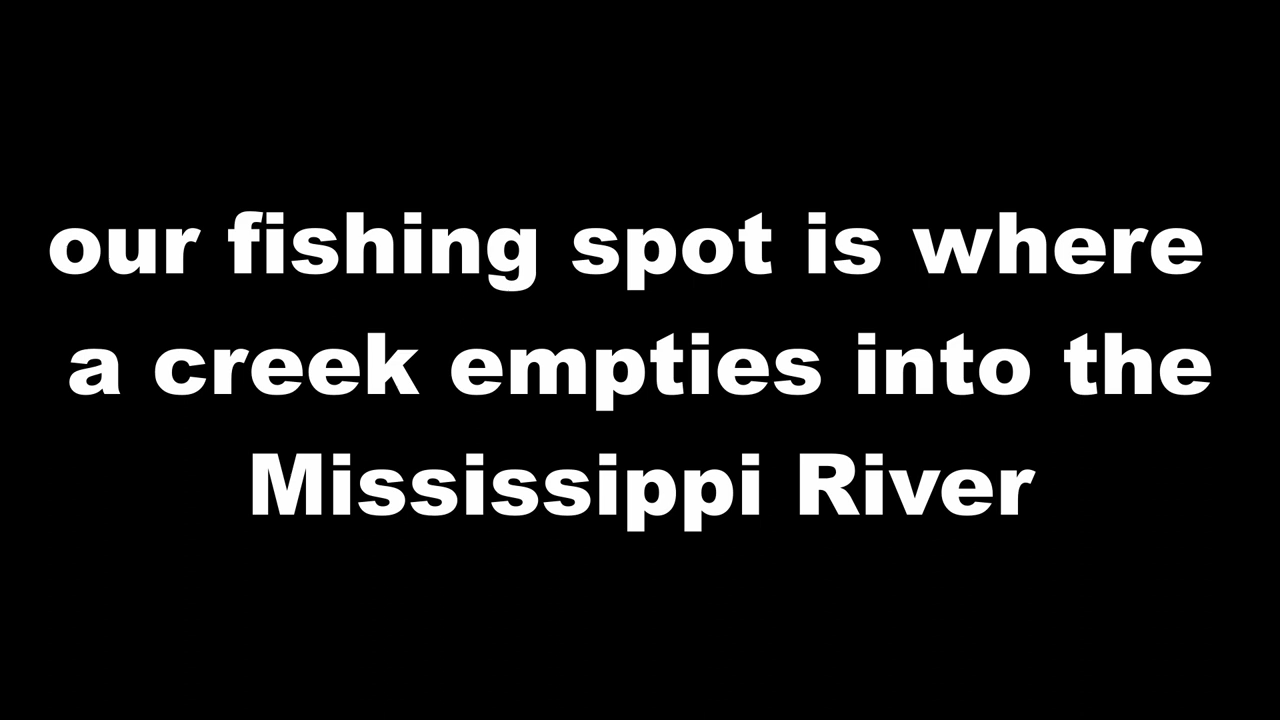 our fishing spot is where
a creek empties into the
Mississippi River